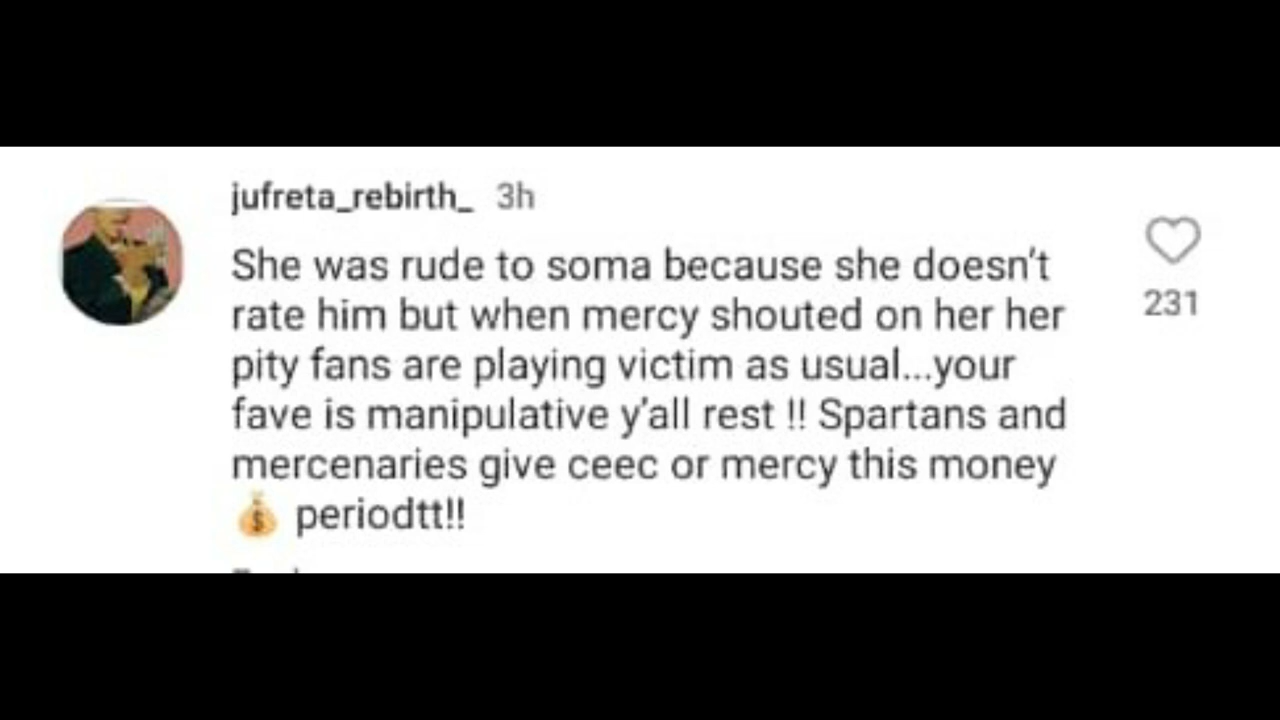 jufreta_rebirth_ 3h
She was rude to soma because she doesn't
rate him but when mercy shouted on her her
pity fans are playing victim as usual...your
fave is manipulative y'all rest !! Spartans and
mercenaries give ceec or mercy this money
💰 periodtt!!
231